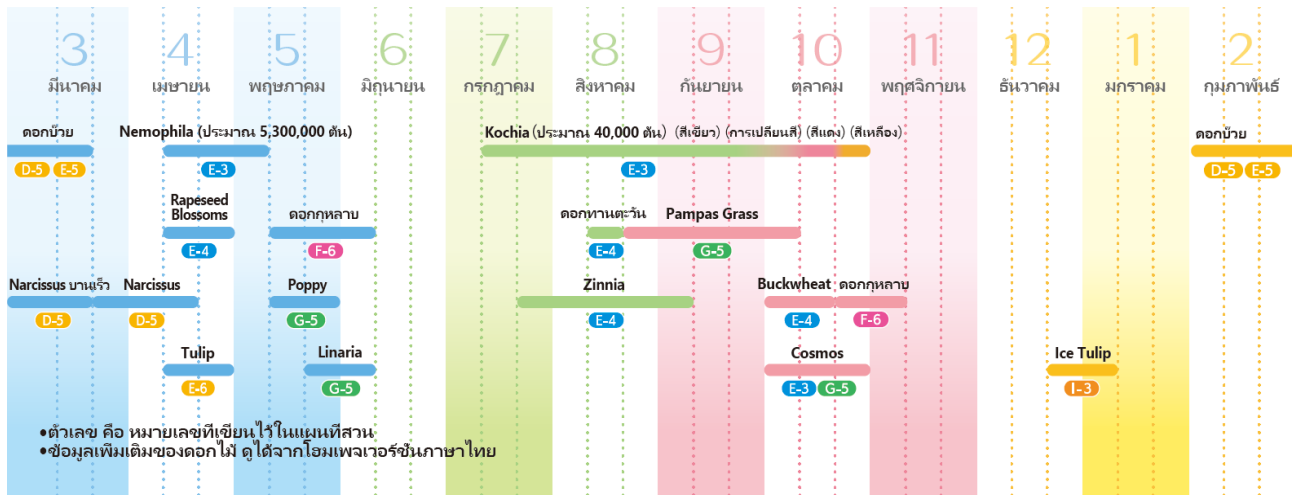 3 4 5 6 7 8 9 10 11 12 1 2
มีนาคม เมษายน พฤษภาคม มิถุนายน กรกฎาคม สิงหาคม กันยายน ตุลาคม พฤศจิกายน ธันวาคม มกราคม กุมภาพันธ์
ดอกบ๊วย Nemophila (ประมาณ 5,300,000 ต้น) Kochia (ประมาณ 40,000 ต้น) (สีเขียว) (การเปลี่ยนสี) (สีแดง) (สีเหลือง) ดอกบ๊วย
D-5 E-5 E-3 E-3 D-5 E-5
Rapeseed
Blossoms ดอกกุหลาบ ดอกทานตะวัน Pampas Grass
E-4 F-6 E-4 G-5
Narcissus บานเร็ว Narcissus Poppy Zinnia Buckwheat ดอกกุหลาบ
D-5 D-5 G-5 E-4 E-4 F-6
Tulip Linaria Cosmos Ice Tulip
E-6 G-5 E-3 G-5 I-3
•ตัวเลข คือ หมายเลขที่เขียนไว้ในแผนที่สวน
•ข้อมูลเพิ่มเติมของดอกไม้ ดูได้จากโฮมเพจเวอร์ชั่นภาษาไทย